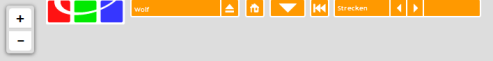 +
wolf
Strecken
−